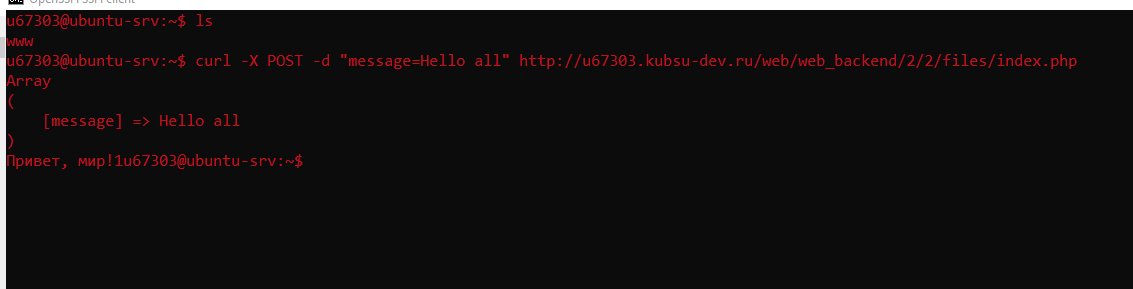 OpenSSH SSH client
u67303@ubuntu-srv:~$ ls
www
u67303@ubuntu-srv:~$ curl -X POST -d "message=Hello all" http://u67303.kubsu-dev.ru/web/web_backend/2/2/files/index.php
Array
(
    [message] => Hello all
)
Привет, мир!1u67303@ubuntu-srv:~$